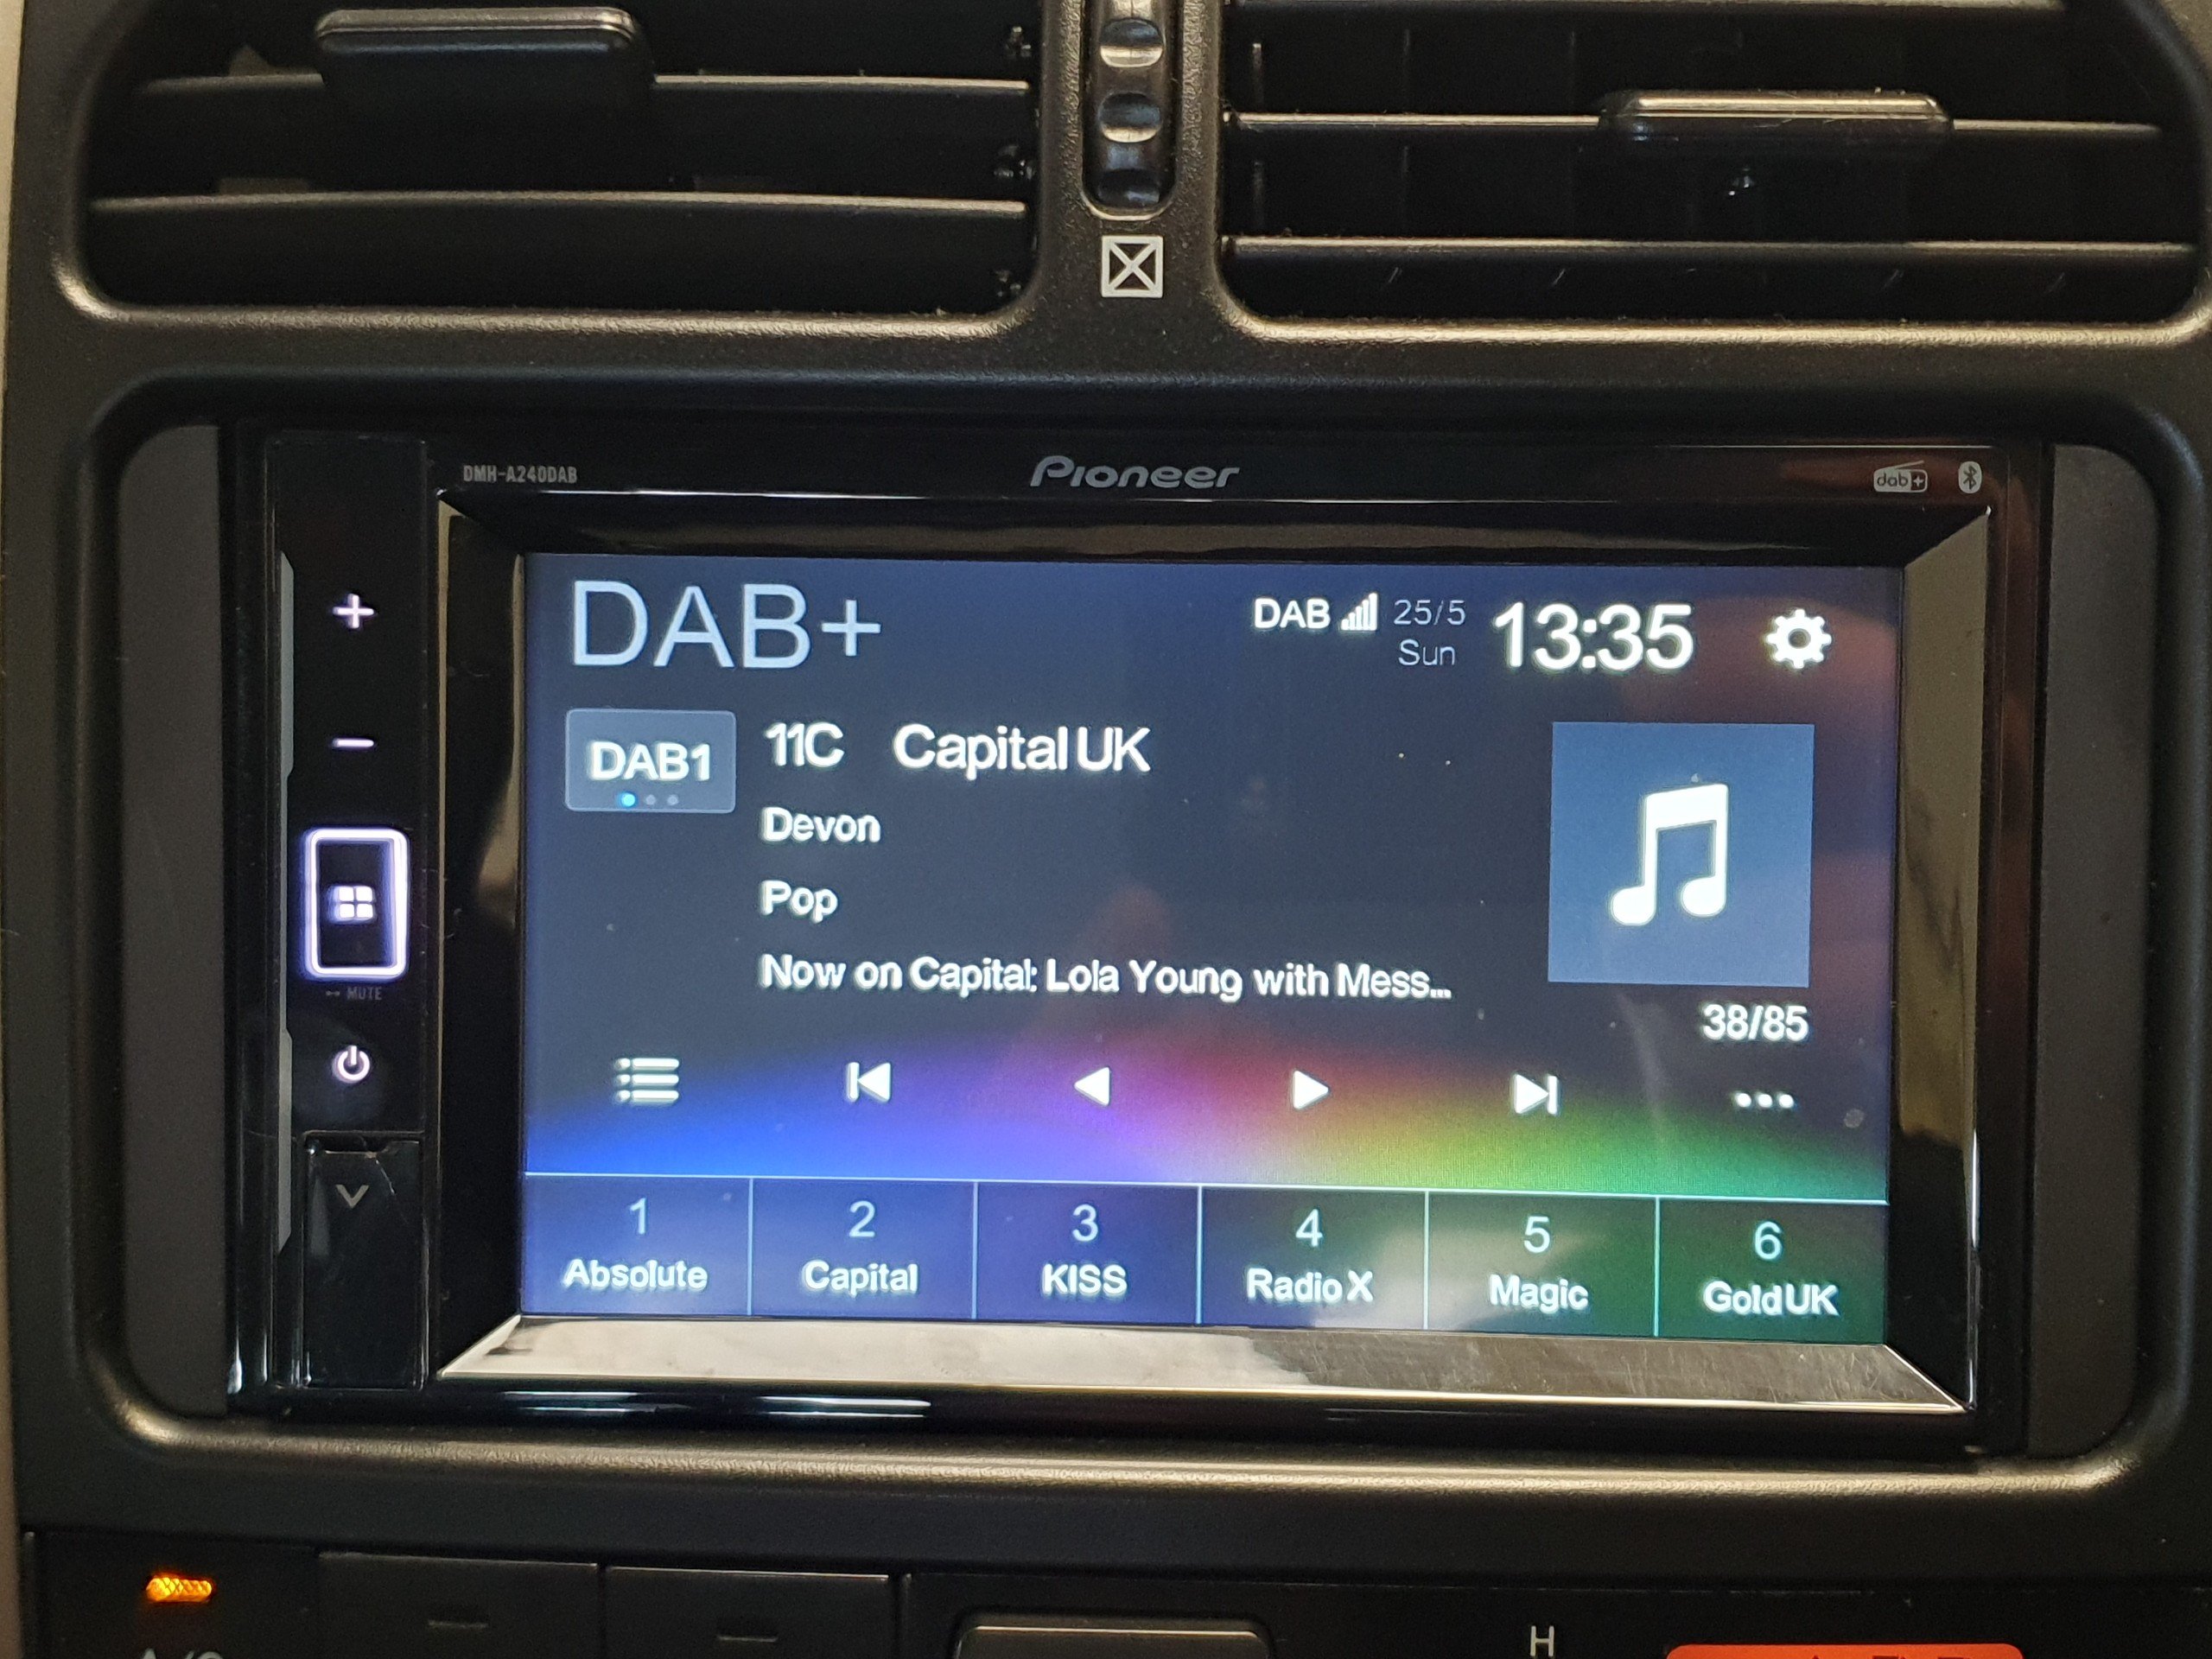 DMH-A240DAB
Pioneer
dab+
DAB+
DAB
25/5
Sun
13:35
DAB1
11C Capital UK
Devon
Pop
Now on Capital: Lola Young with Mess...
38/85
MUTE
1
Absolute
2
Capital
3
KISS
4
Radio X
5
Magic
6
Gold UK
A/C
H